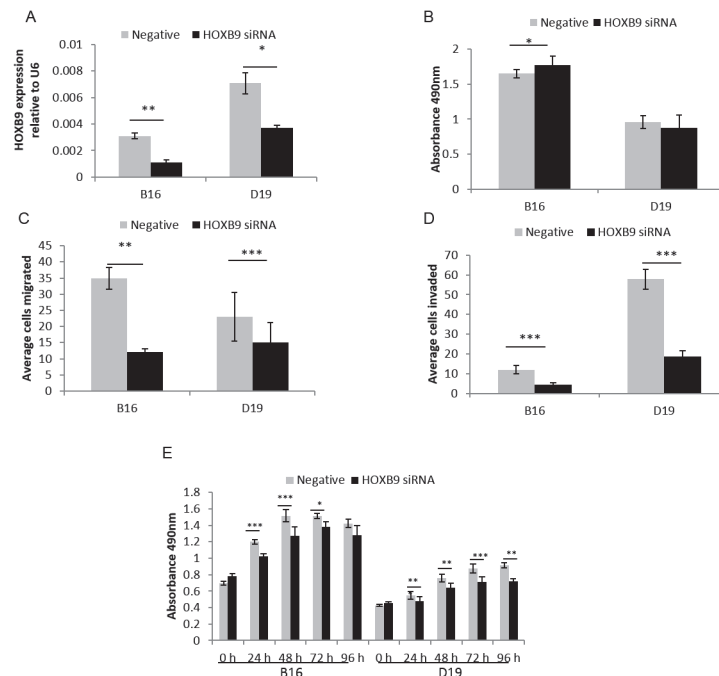 A
Negative HOXB9 siRNA
HOXB9 expression
relative to U6
0.01
0.008
0.006
0.004
0.002
0
**
*
B16 D19
B
Negative HOXB9 siRNA
Absorbance 490nm
2
1.5
1
0.5
0
*
B16 D19
C
Negative HOXB9 siRNA
Average cells migrated
45
40
35
30
25
20
15
10
5
0
**
***
B16 D19
D
Negative HOXB9 siRNA
Average cells invaded
70
60
50
40
30
20
10
0
***
***
B16 D19
E
Negative HOXB9 siRNA
Absorbance 490nm
1.8
1.6
1.4
1.2
1
0.8
0.6
0.4
0.2
0
***
***
*
**
**
***
**
0 h 24 h 48 h 72 h 96 h 0 h 24 h 48 h 72 h 96 h
B16 D19